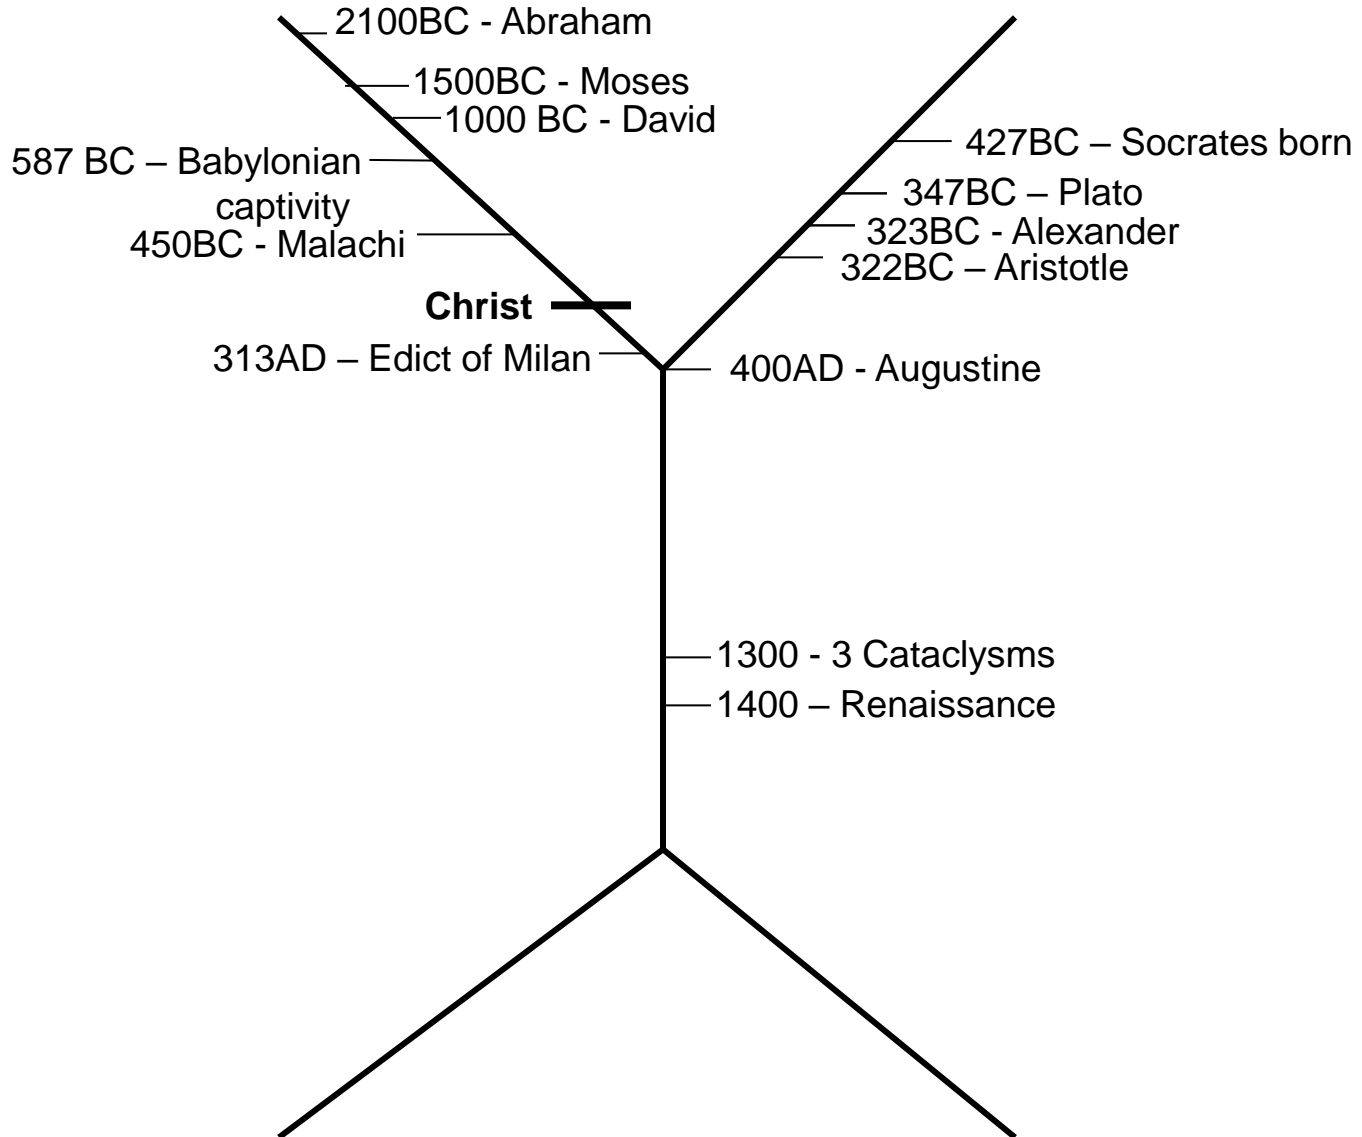 2100BC - Abraham
1500BC - Moses
1000 BC - David
587 BC – Babylonian
captivity
450BC - Malachi
Christ
313AD – Edict of Milan
427BC – Socrates born
347BC – Plato
323BC - Alexander
322BC – Aristotle
400AD - Augustine
1300 - 3 Cataclysms
1400 – Renaissance